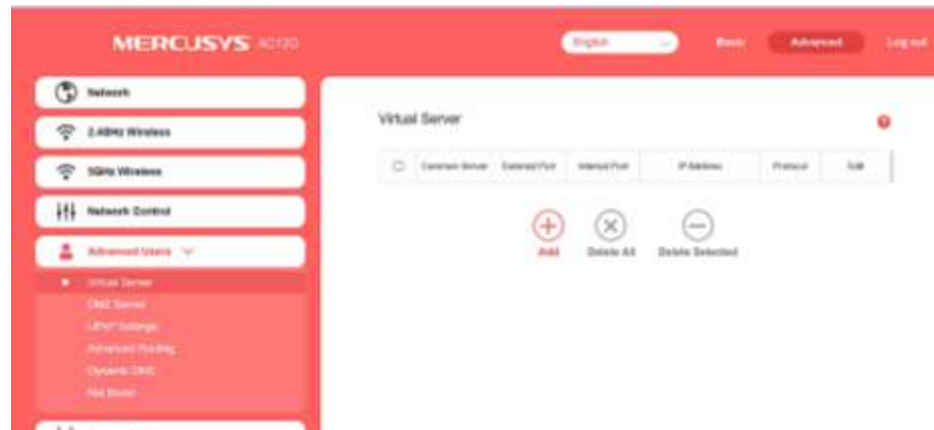 MERCUSYS AC12G
English
Basic
Advanced
Log out
Network
2.4GHz Wireless
5GHz Wireless
Network Control
Advanced Users
Virtual Server
DMZ Server
UPnP Settings
Advanced Routing
Dynamic DNS
Virtual Server
Common Server External Port Internal Port IP Address Protocol Edit
Add Delete All Delete Selected